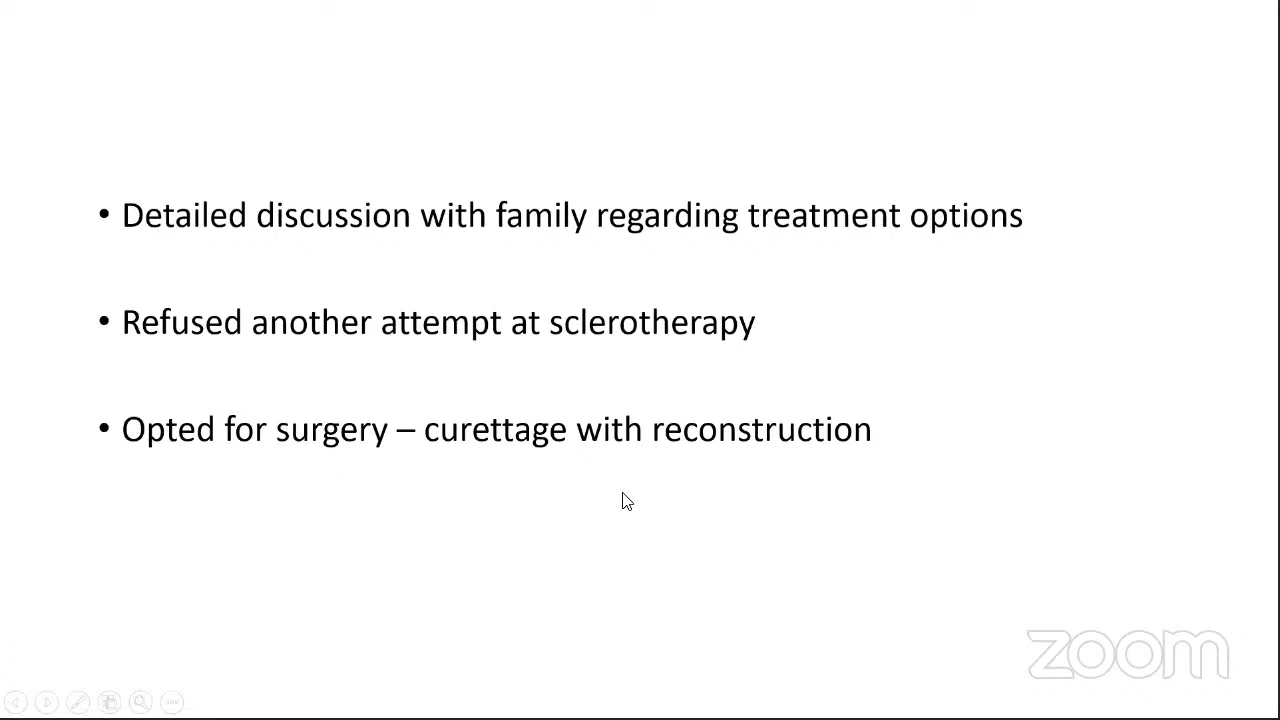 • Detailed discussion with family regarding treatment options
• Refused another attempt at sclerotherapy
• Opted for surgery – curettage with reconstruction
zoom